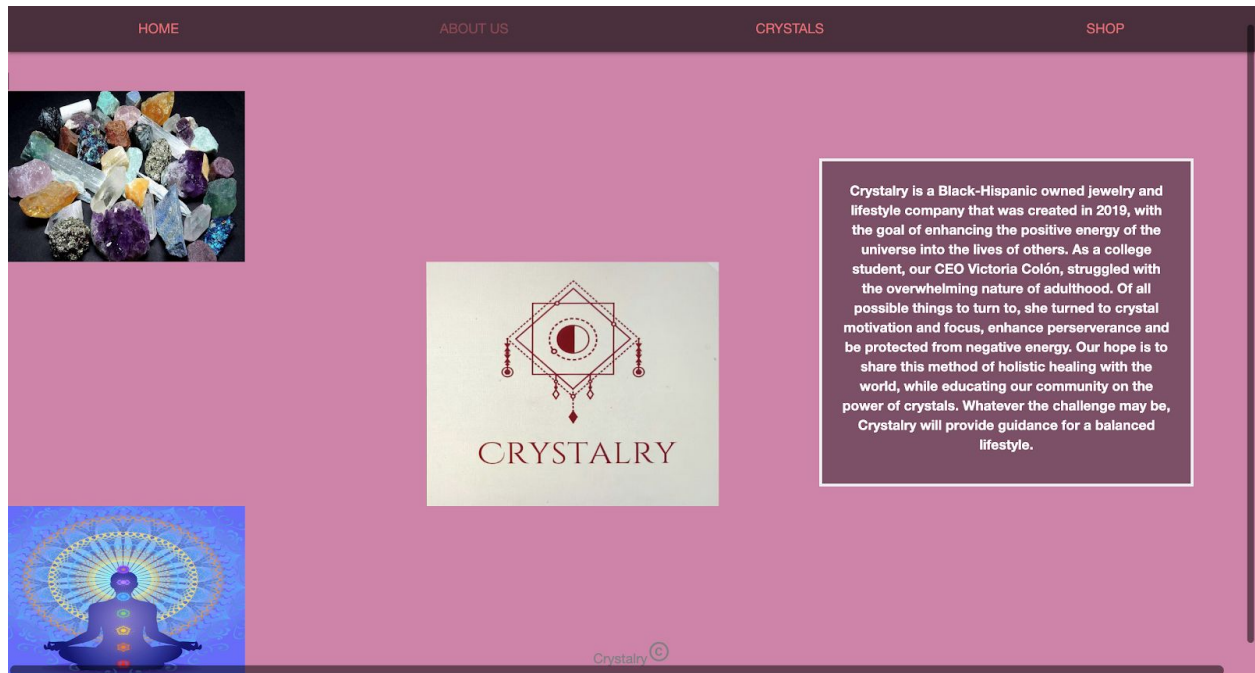 HOME ABOUT US CRYSTALS SHOP
CRYSTALRY
Crystalry is a Black-Hispanic owned jewelry and
lifestyle company that was created in 2019, with
the goal of enhancing the positive energy of the
universe into the lives of others. As a college
student, our CEO Victoria Colón, struggled with
the overwhelming nature of adulthood. Of all
possible things to turn to, she turned to crystal
motivation and focus, enhance perserverance and
be protected from negative energy. Our hope is to
share this method of holistic healing with the
world, while educating our community on the
power of crystals. Whatever the challenge may be,
Crystalry will provide guidance for a balanced
lifestyle.
Crystalry ©